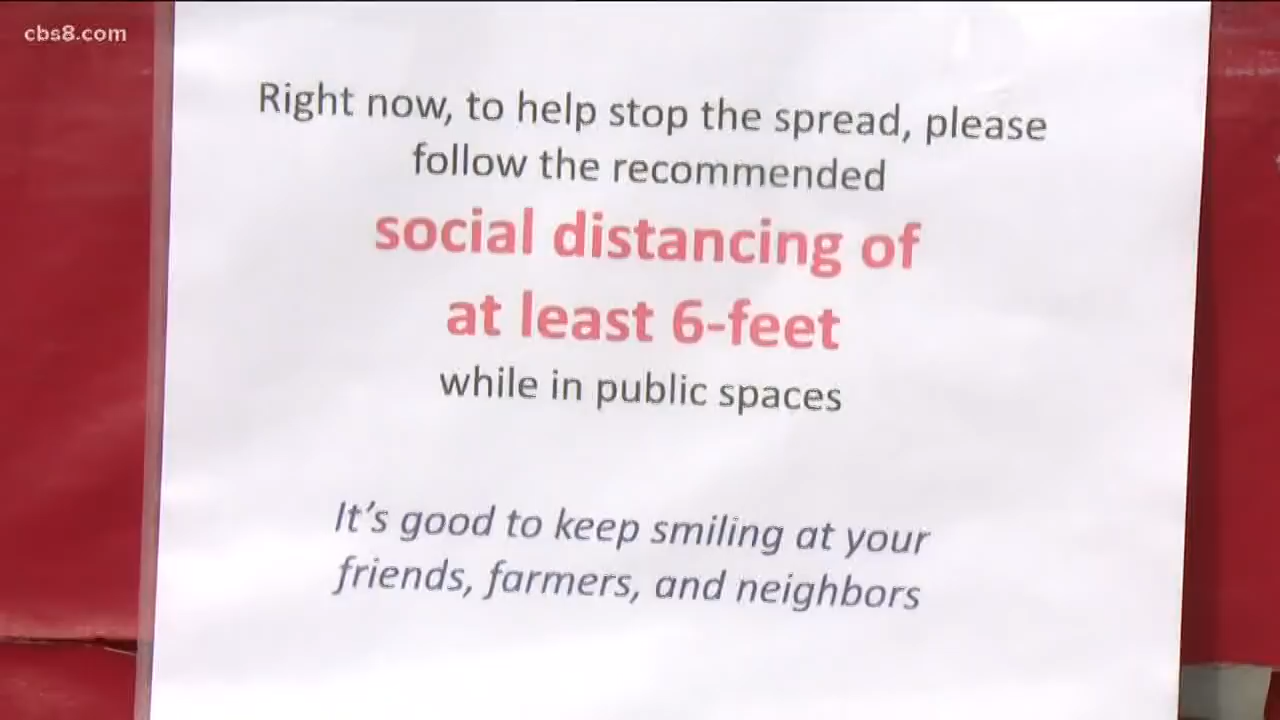 cbs8.com
Right now, to help stop the spread, please
follow the recommended
social distancing of
at least 6-feet
while in public spaces
It's good to keep smiling at your
friends, farmers, and neighbors